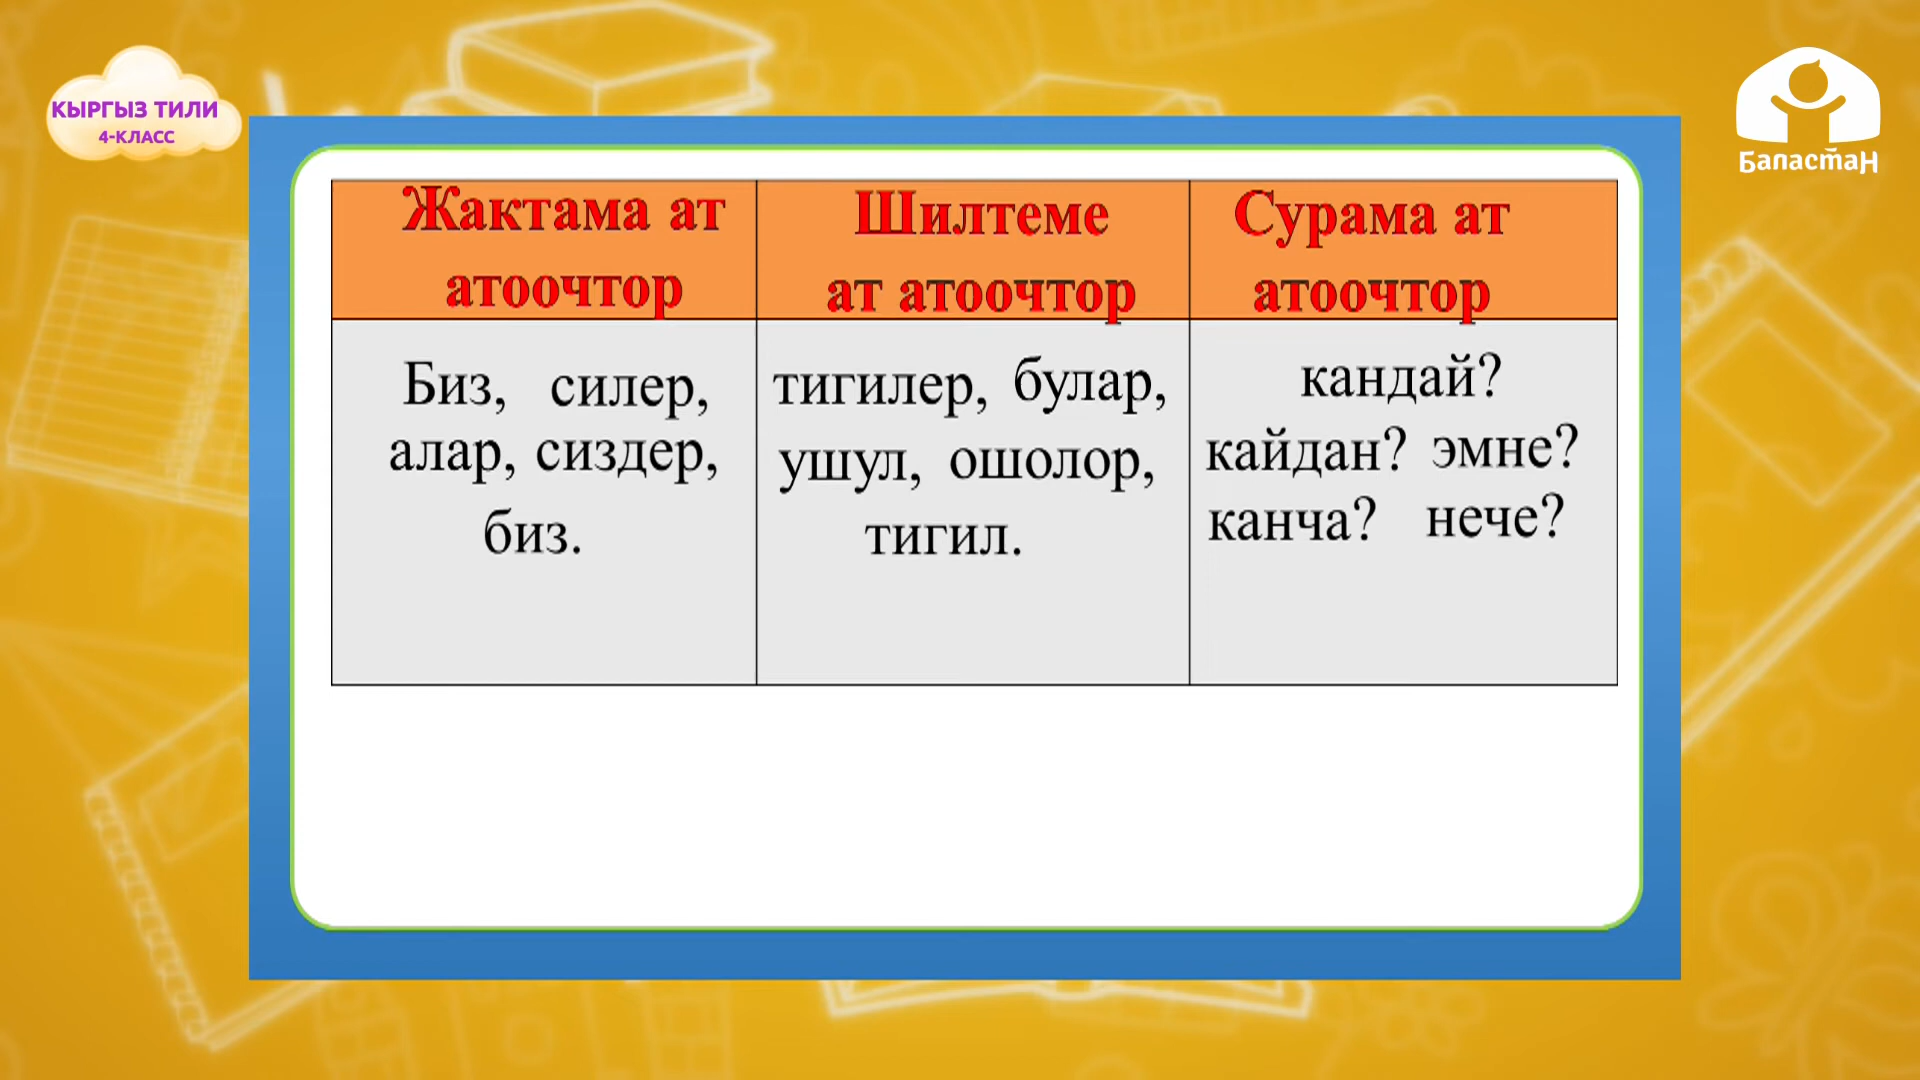 КЫРГЫЗ ТИЛИ
4-КЛАСС
Баластан
Жактама ат
атоочтор
Шилтеме
ат атоочтор
Сурама ат
атоочтор
Биз, силер,
алар, сиздер,
биз.
тигилер, булар,
ушул, ошолор,
тигил.
кандай?
кайдан? эмне?
канча? нече?